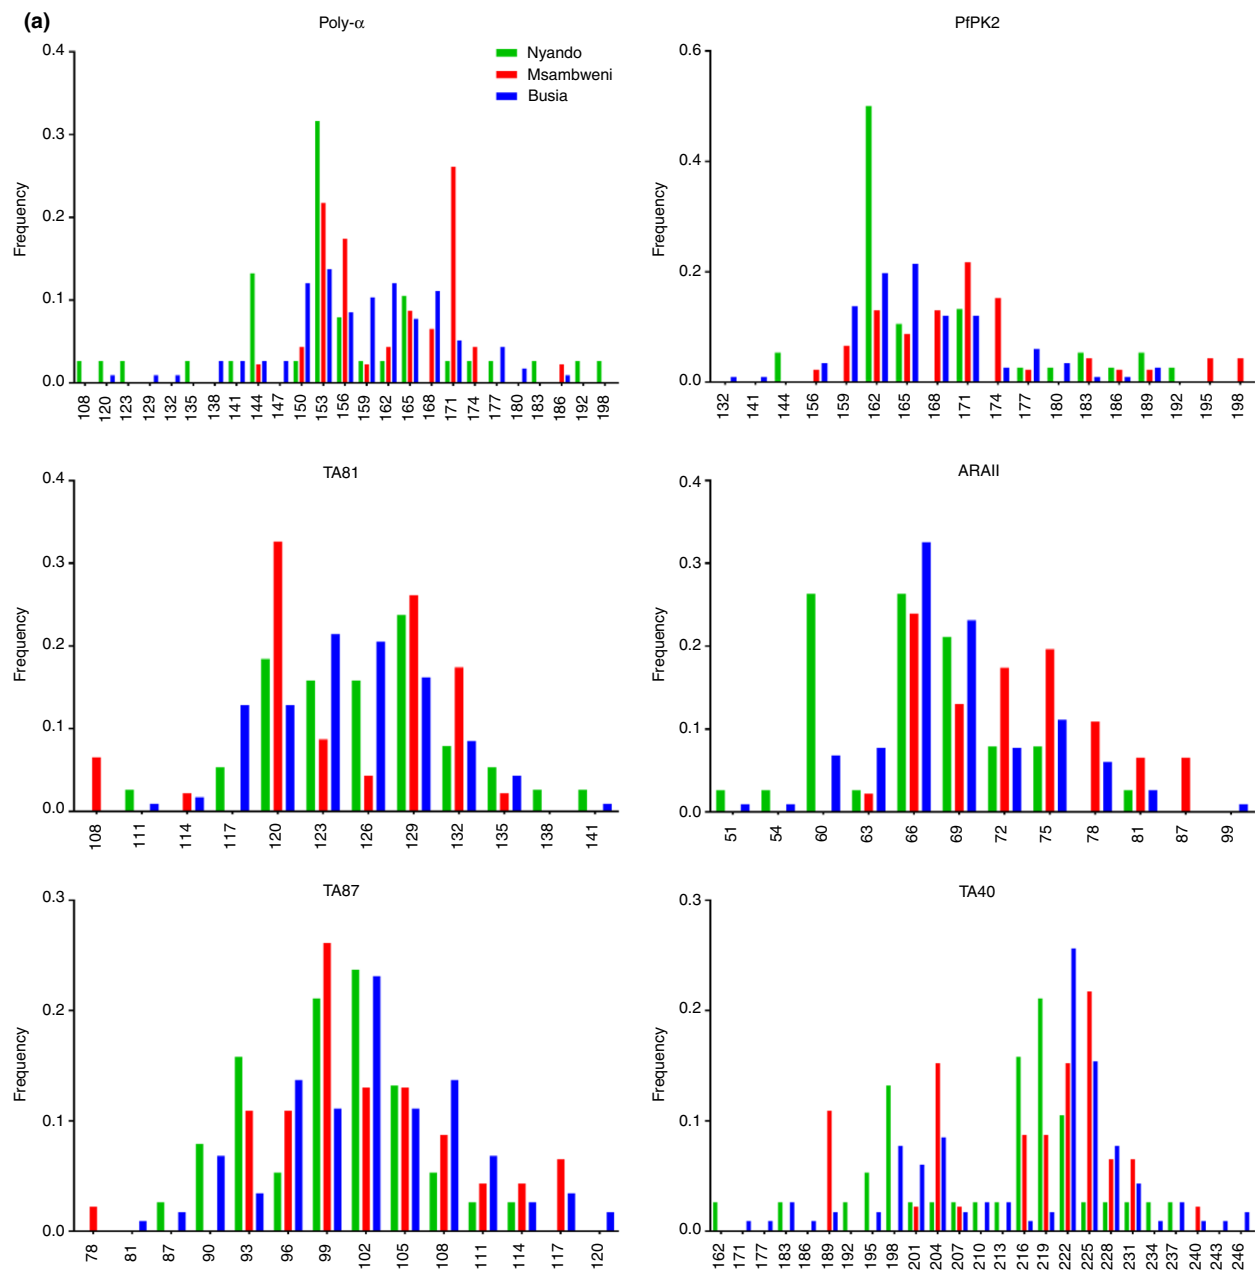 (a)
Poly-α
Nyando
Msambweni
Busia
Frequency
0.4
0.3
0.2
0.1
0.0
108 120 123 129 132 135 138 141 144 147 150 153 156 159 162 165 168 171 174 177 180 183 186 192 198
PfPK2
Frequency
0.6
0.4
0.2
0.0
132 141 144 156 159 162 165 168 171 174 177 180 183 186 189 192 195 198
TA81
Frequency
0.4
0.3
0.2
0.1
0.0
108 111 114 117 120 123 126 129 132 135 138 141
ARAII
Frequency
0.4
0.3
0.2
0.1
0.0
51 54 60 63 66 69 72 75 78 81 87 99
TA87
Frequency
0.3
0.2
0.1
0.0
78 81 87 90 93 96 99 102 105 108 111 114 117 120
TA40
Frequency
0.3
0.2
0.1
0.0
162 171 177 183 186 189 192 195 198 201 204 207 210 213 216 219 222 225 228 231 234 237 240 243 246